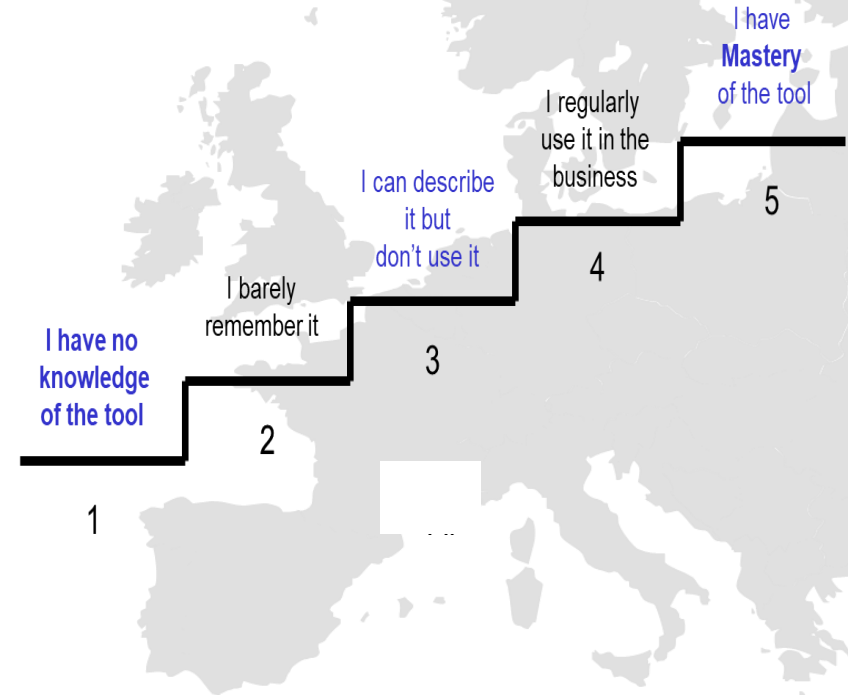 I have no
knowledge
of the tool
1
I barely
remember it
2
I can describe
it but
don't use it
3
I regularly
use it in the
business
4
I have
Mastery
of the tool
5